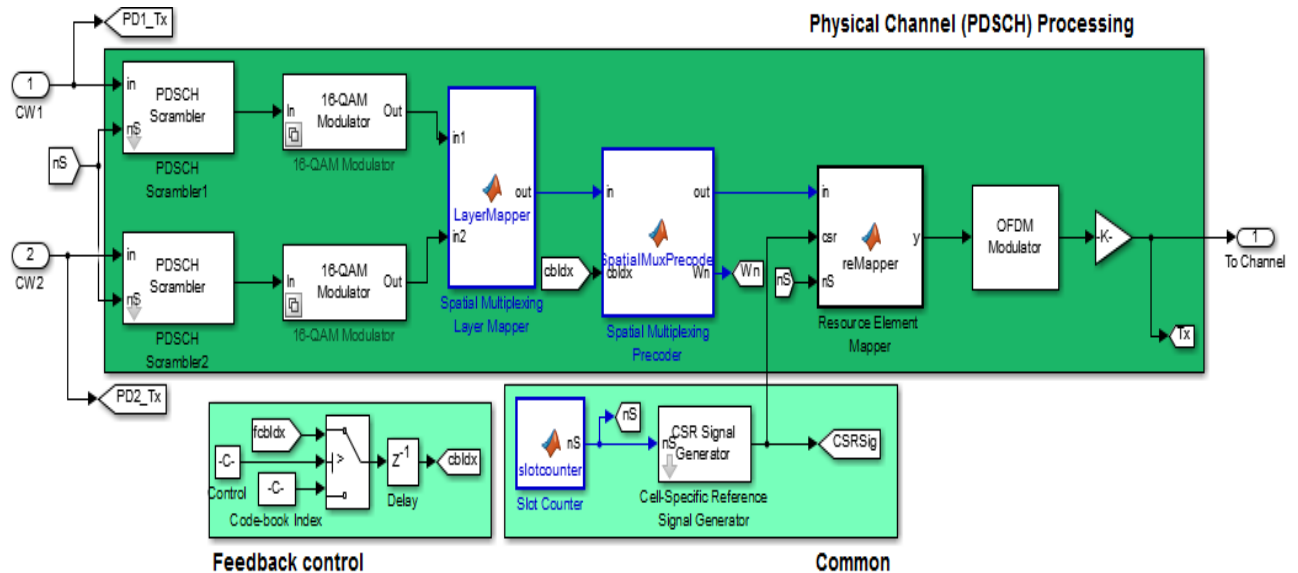 PD1_Tx
Physical Channel (PDSCH) Processing
1
CW1
in
nS
PDSCH
Scrambler
PDSCH
Scrambler1
In
16-QAM
Modulator
Out
16-QAM Modulator
nS
2
CW2
in
nS
PDSCH
Scrambler
PDSCH
Scrambler2
In
16-QAM
Modulator
Out
16-QAM Modulator
in1
in2
out
LayerMapper
Spatial Multiplexing
Layer Mapper
cbIdx
in
cbIdx
out
Wn
SpatialMuxPrecode
Spatial Multiplexing
Precoder
Wn
nS
in
csr
nS
y
reMapper
Resource Element
Mapper
OFDM
Modulator
-K-
1
To Channel
Tx
PD2_Tx
fcbIdx
-C-
Control
-C-
Code-book Index
>
Z-1
Delay
cbIdx
Feedback control
nS
slotcounter
Slot Counter
nS
nS
CSR Signal
Generator
Cell-Specific Reference
Signal Generator
CSRSig
Common